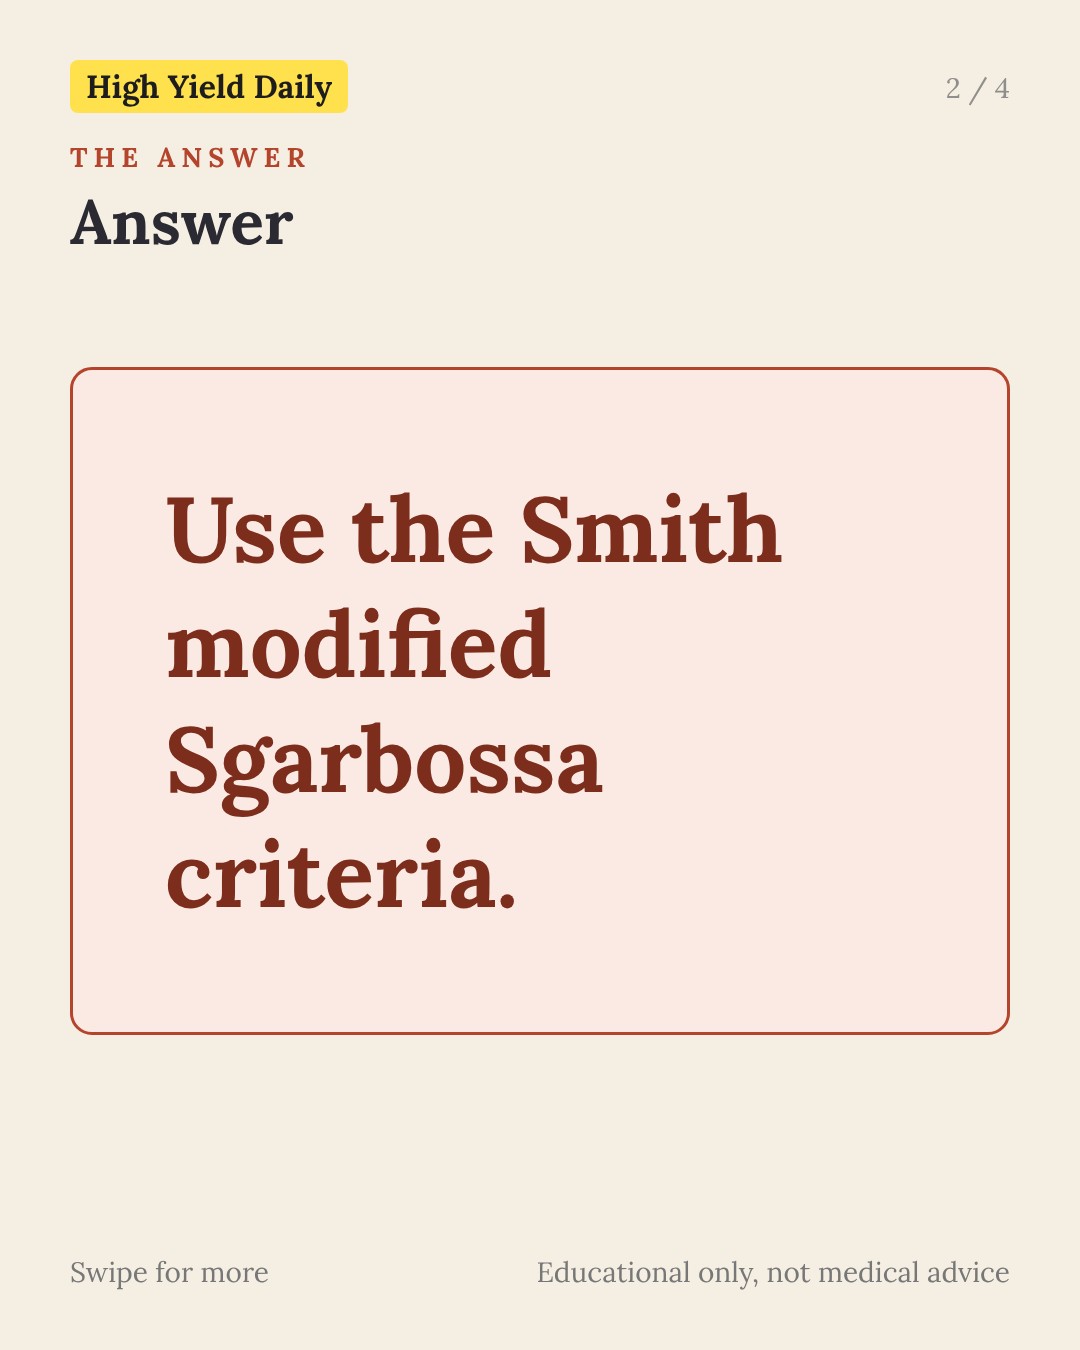 High Yield Daily
2 / 4
THE ANSWER
Answer
Use the Smith
modified
Sgarbossa
criteria.
Swipe for more
Educational only, not medical advice